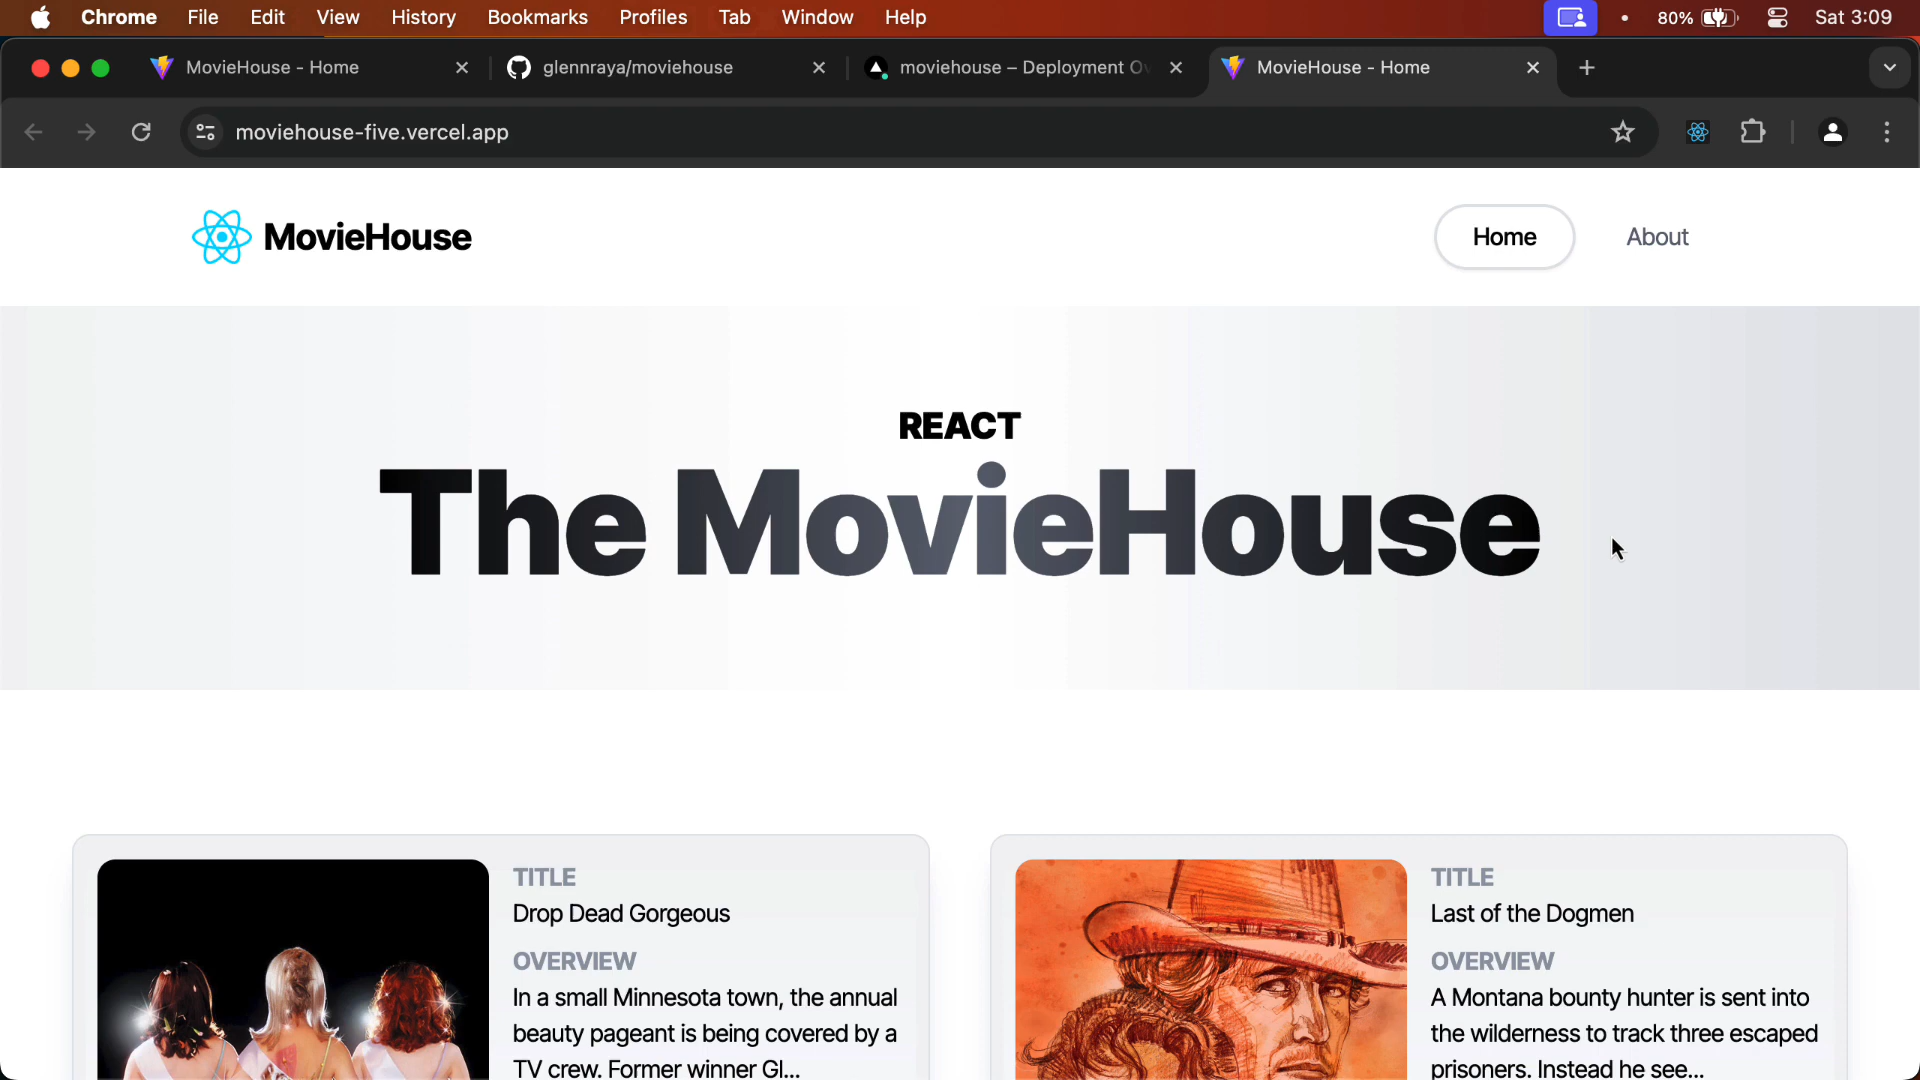 Chrome File Edit View History Bookmarks Profiles Tab Window Help 80% Sat 3:09
MovieHouse - Home glennraya/moviehouse moviehouse – Deployment Ov MovieHouse - Home
moviehouse-five.vercel.app
MovieHouse Home About
REACT
The MovieHouse
TITLE
Drop Dead Gorgeous
OVERVIEW
In a small Minnesota town, the annual
beauty pageant is being covered by a
TV crew. Former winner Gl...
TITLE
Last of the Dogmen
OVERVIEW
A Montana bounty hunter is sent into
the wilderness to track three escaped
prisoners. Instead he see...